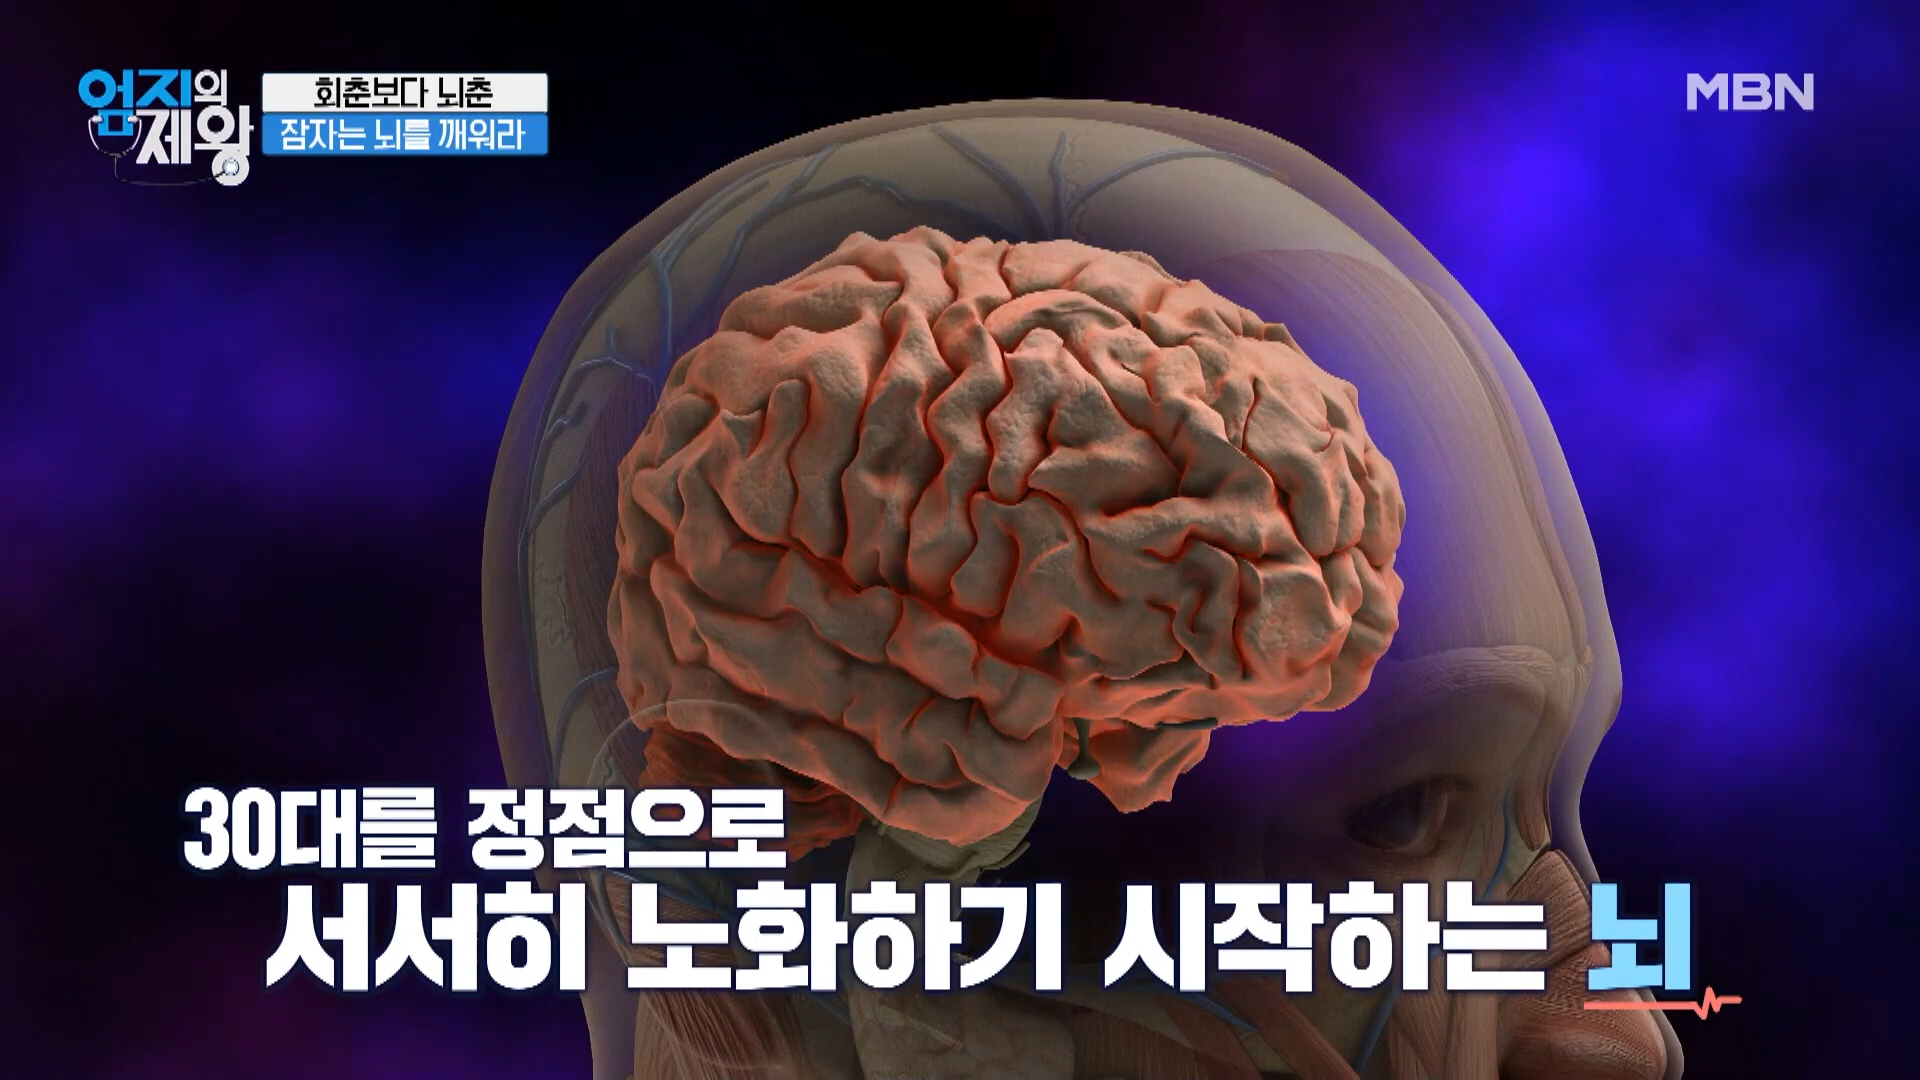 엄지의
제왕
회춘보다 뇌춘
잠자는 뇌를 깨워라
MBN
30대를 정점으로
서서히 노화하기 시작하는 뇌